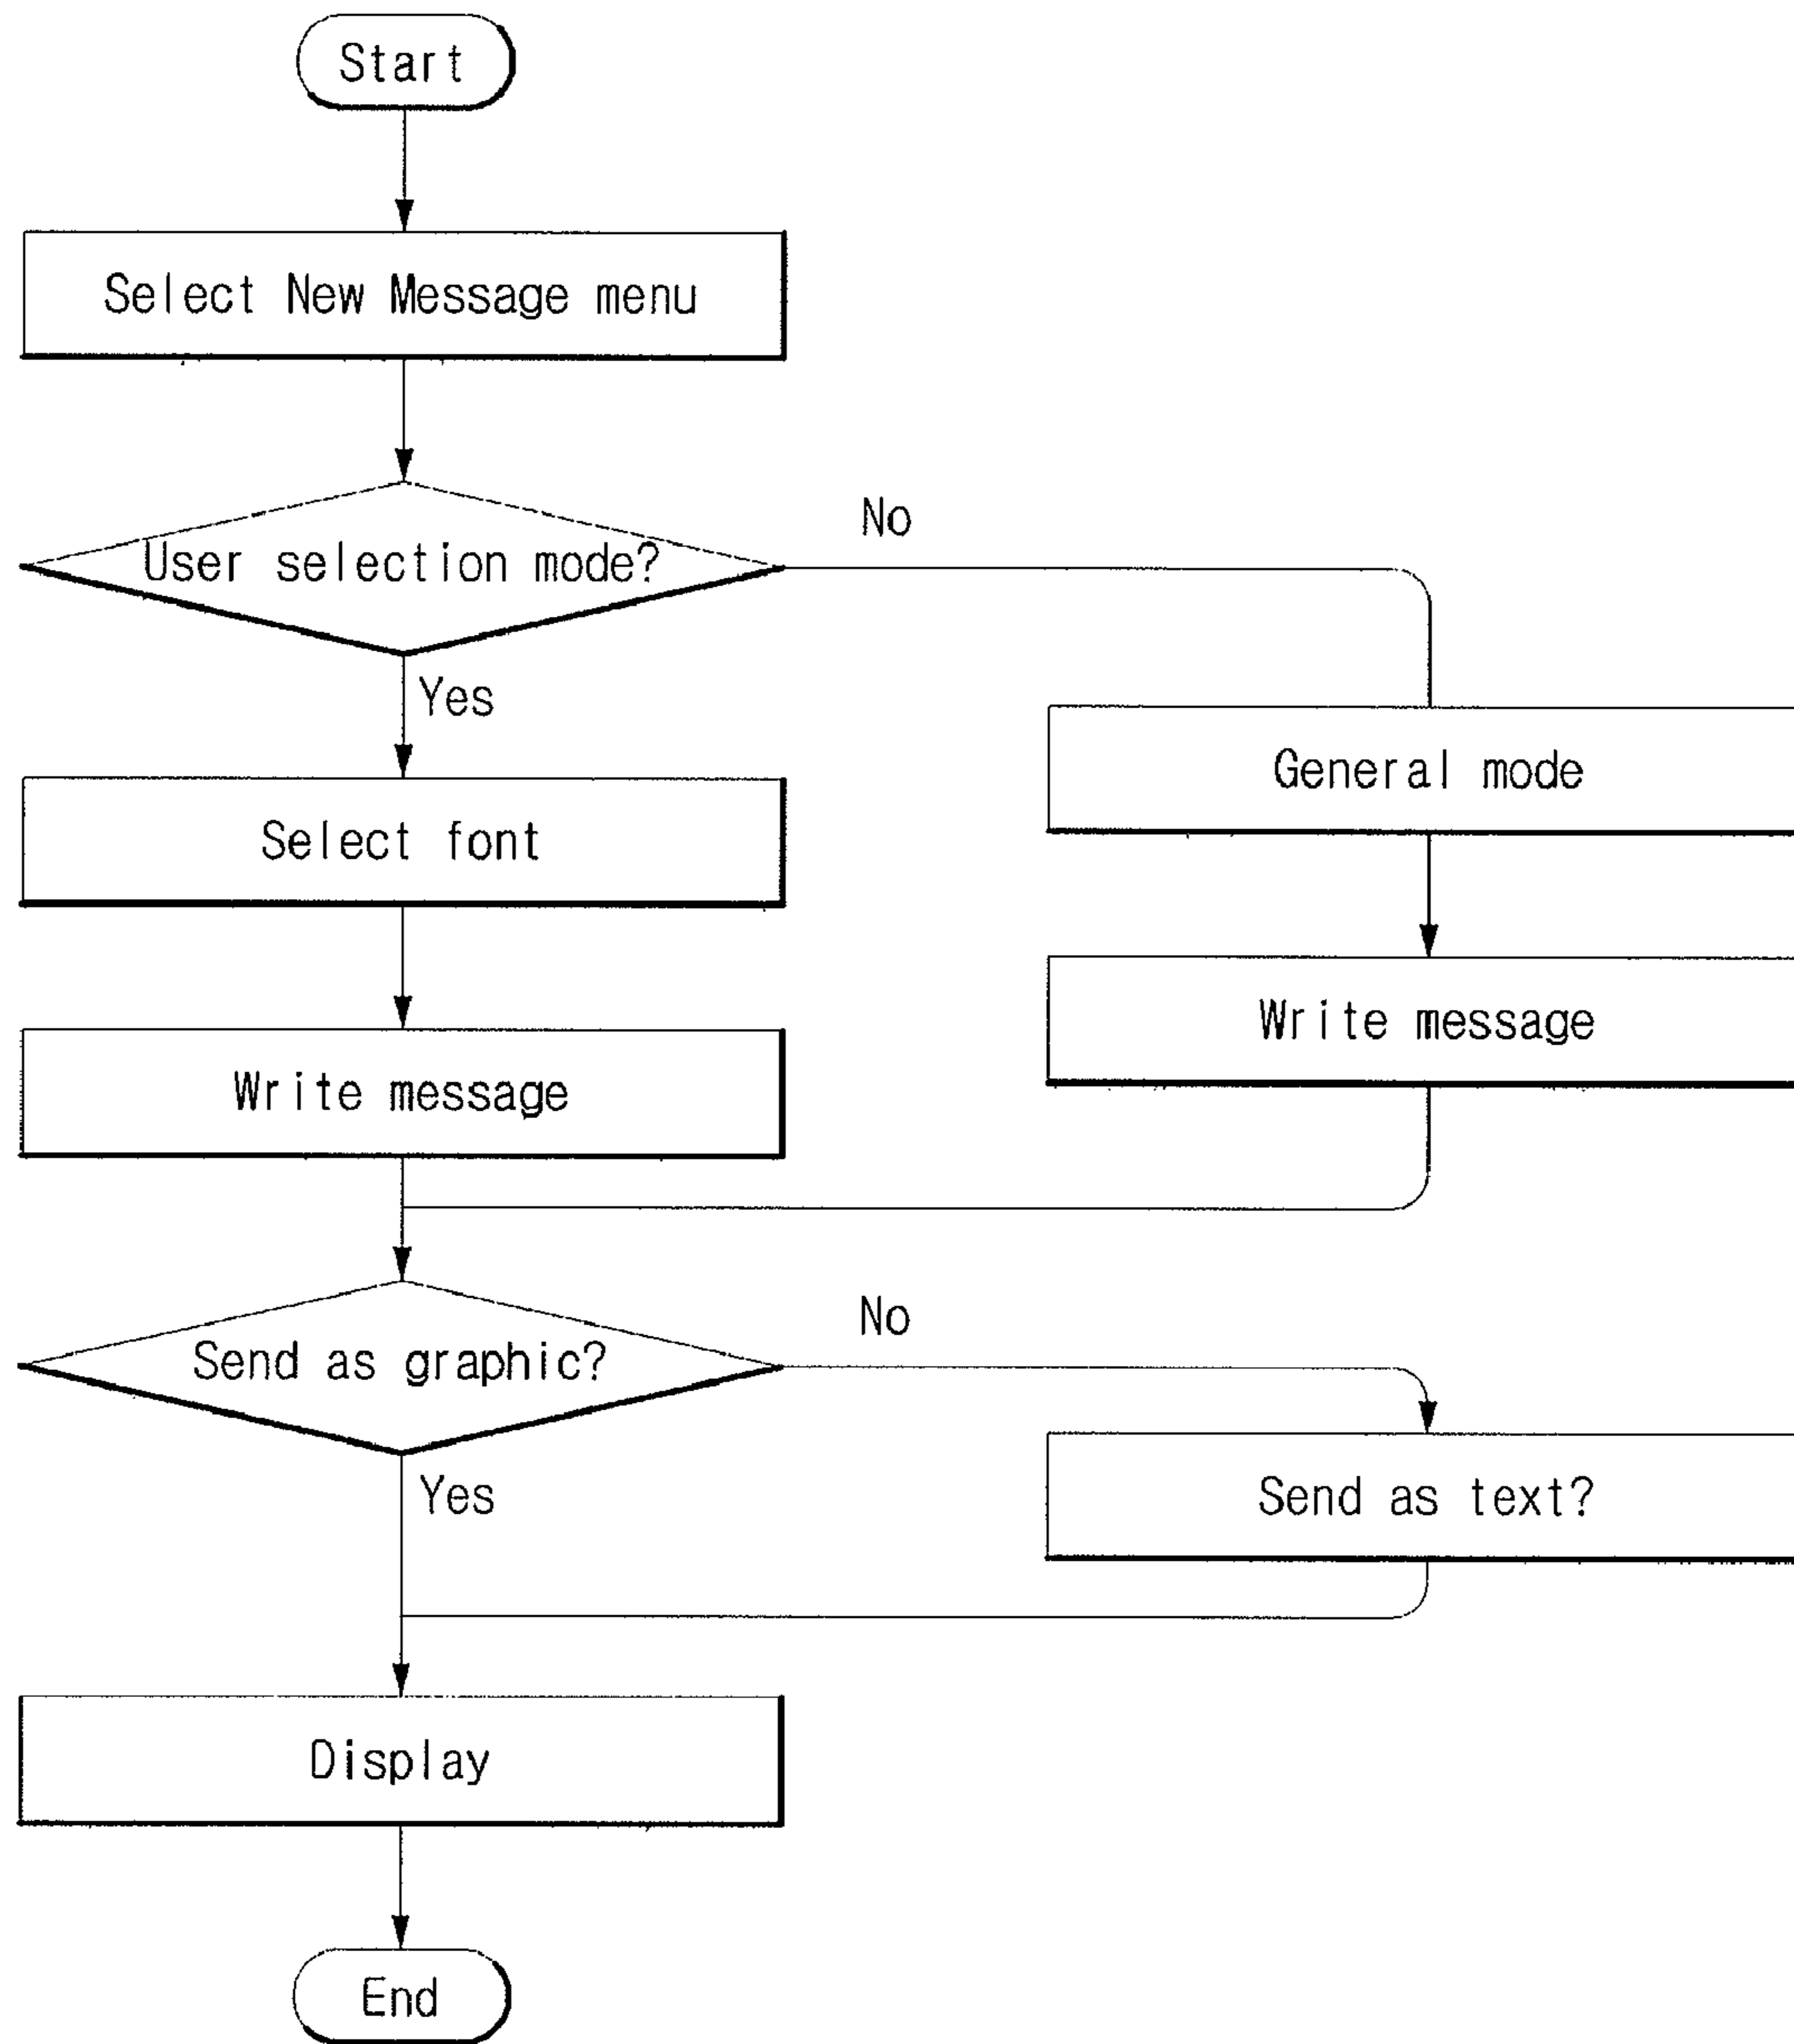 Start
Select New Message menu
User selection mode?
No
Yes
General mode
Select font
Write message
Write message
Send as graphic?
No
Yes
Send as text?
Display
End